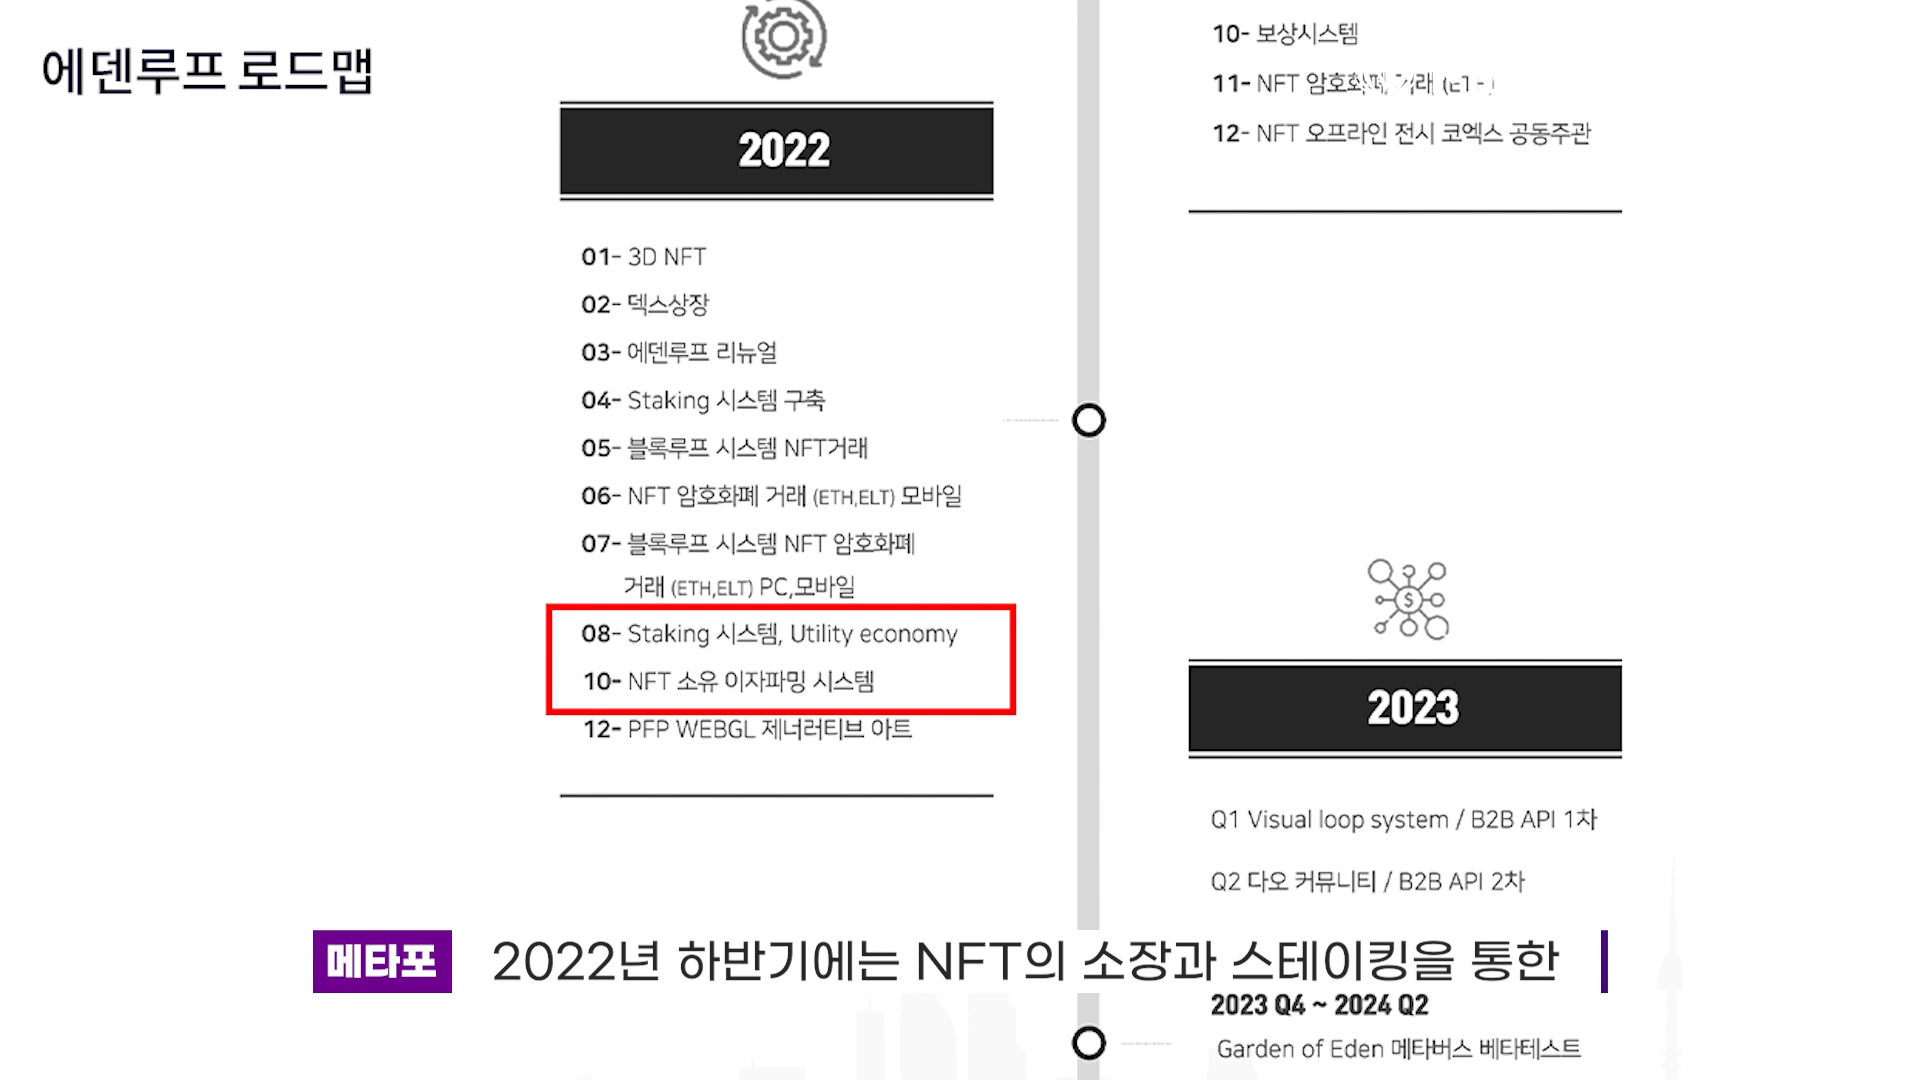 에덴루프 로드맵
2022
01- 3D NFT
02- 덱스상장
03- 에덴루프 리뉴얼
04- Staking 시스템 구축
05- 블록루프 시스템 NFT거래
06- NFT 암호화폐 거래 (ETH,ELT) 모바일
07- 블록루프 시스템 NFT 암호화폐
거래 (ETH,ELT) PC,모바일
08- Staking 시스템, Utility economy
10- NFT 소유 이자파밍 시스템
12- PFP WEBGL 제너러티브 아트
10- 보상시스템
11- NFT 암호화폐 거래
12- NFT 오프라인 전시 코엑스 공동주관
2023
Q1 Visual loop system / B2B API 1차
Q2 다오 커뮤니티 / B2B API 2차
메타포 2022년 하반기에는 NFT의 소장과 스테이킹을 통한
2023 Q4 ~ 2024 Q2
Garden of Eden 메타버스 베타테스트